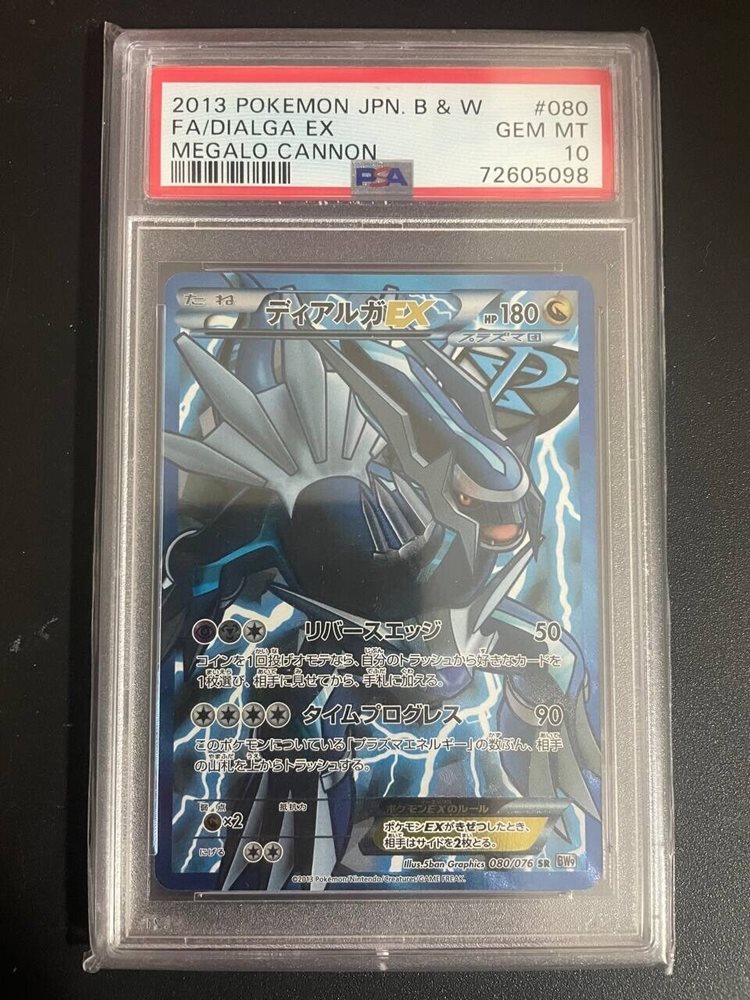 2013 POKEMON JPN. B & W #080
FA/DIALGA EX GEM MT
MEGALO CANNON 10
PSA 72605098
たね ディアルガEX HP180
プラズマ団
リバースエッジ 50
コインを1回投げオモテなら、自分のトラッシュから好きなカードを
1枚選び、相手に見せてから、手札に加える。
タイムプログレス 90
このポケモンについている「プラズマエネルギー」の数ぶん、相手
の山札を上からトラッシュする。
弱点 抵抗力
×2
にげる
ポケモンEXのルール
ポケモンEXがきぜつしたとき、
相手はサイドを2枚とる。
Illus. 5ban Graphics 080/076 SR BW9
©2013 Pokémon/Nintendo/Creatures/GAME FREAK.